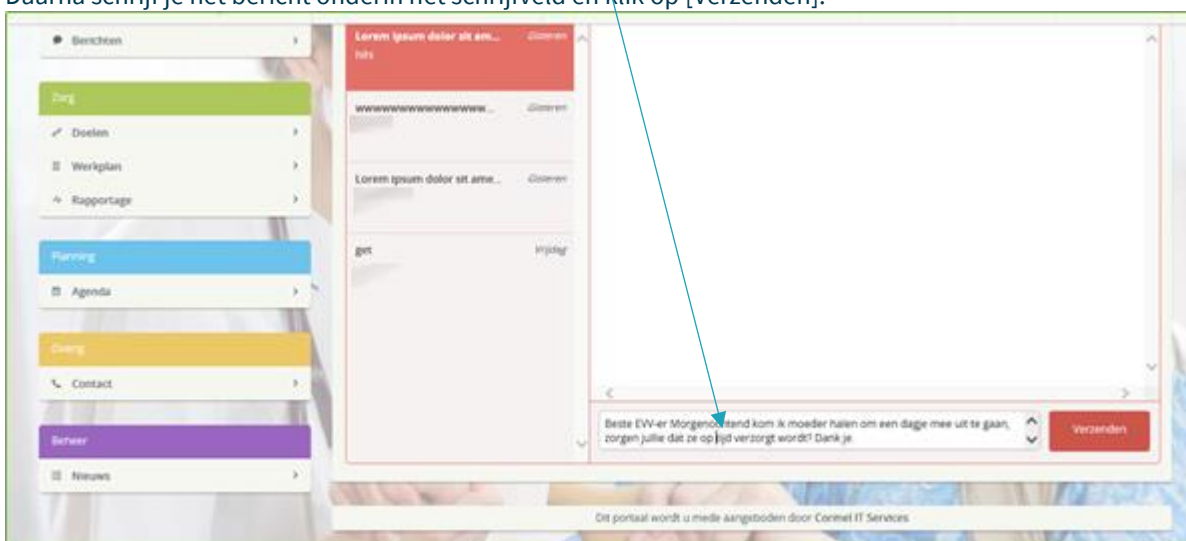 Daarna schrijf je het bericht onderin het schrijfveld en klik op [Verzenden].
Berichten
Zorg
Doelen
Werkplan
Rapportage
Planning
Agenda
Overig
Contact
Beheer
Nieuws
Lorem ipsum dolor sit am... Gisteren
hihi
wwwwwwwwwwwwwwww... Gisteren
Lorem ipsum dolor sit ame... Gisteren
get Vrijdag
Beste EVV-er Morgenochtend kom ik moeder halen om een dagje mee uit te gaan,
zorgen jullie dat ze op tijd verzorgt wordt? Dank je.
Verzenden
Dit portaal wordt u mede aangeboden door Cormel IT Services